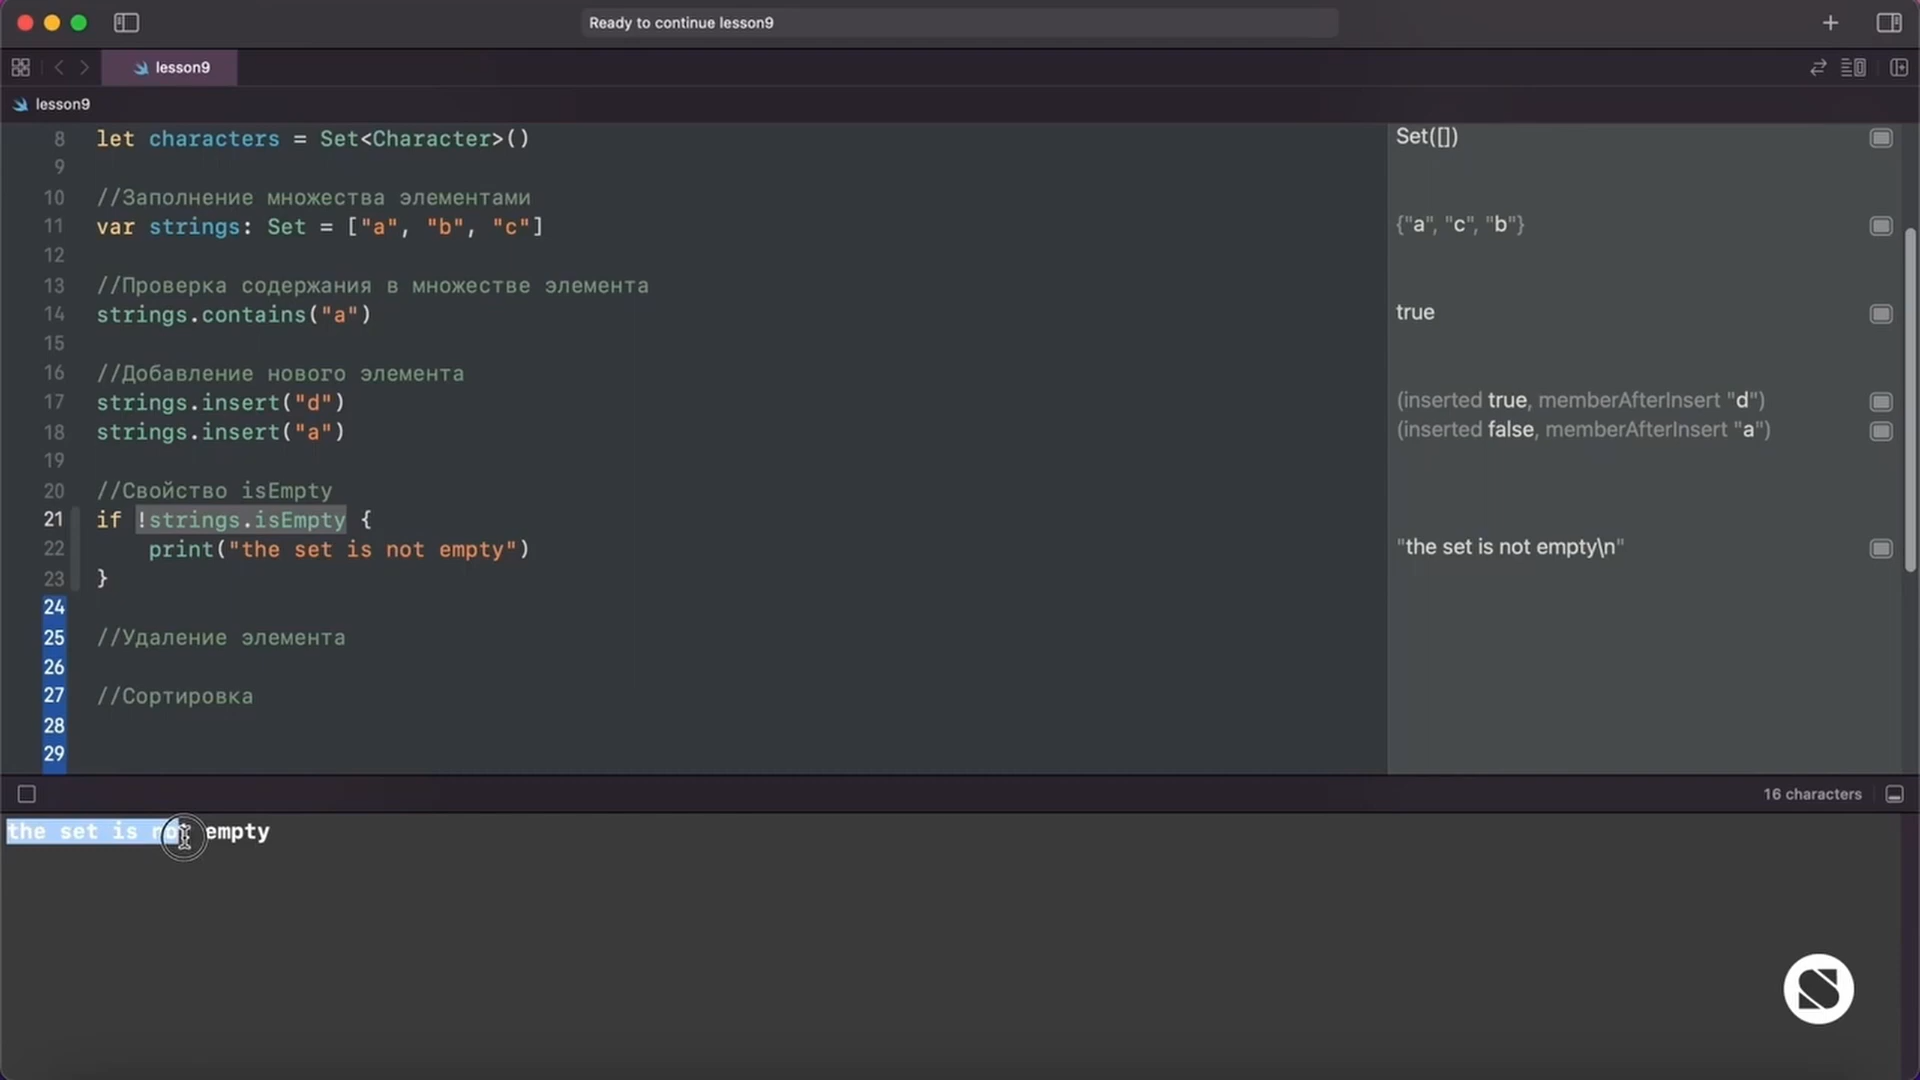 Ready to continue lesson9
lesson9
lesson9
8 let characters = Set<Character>() Set([])
9
10 //Заполнение множества элементами
11 var strings: Set = ["a", "b", "c"] {"a", "c", "b"}
12
13 //Проверка содержания в множестве элемента
14 strings.contains("a") true
15
16 //Добавление нового элемента
17 strings.insert("d") (inserted true, memberAfterInsert "d")
18 strings.insert("a") (inserted false, memberAfterInsert "a")
19
20 //Свойство isEmpty
21 if !strings.isEmpty {
22 print("the set is not empty") "the set is not empty\n"
23 }
24
25 //Удаление элемента
26
27 //Сортировка
28
29
16 characters
the set is not empty